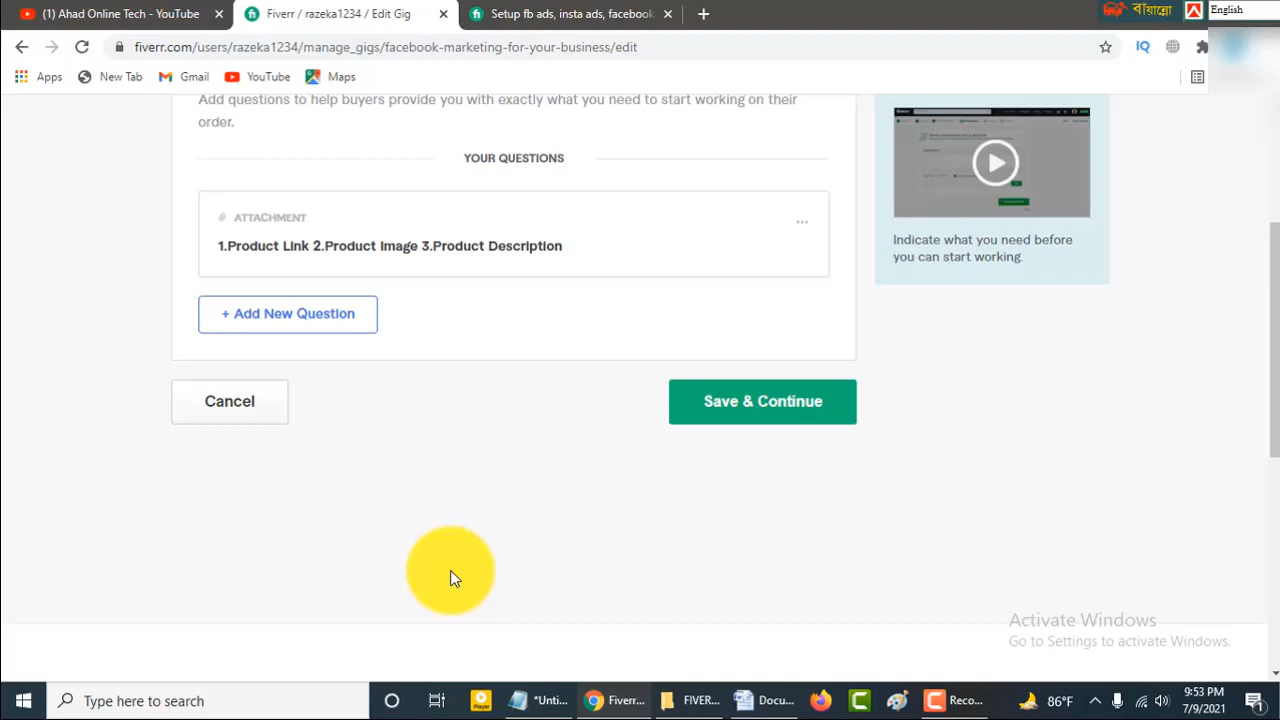 (1) Ahad Online Tech - YouTube
Fiverr / razeka1234 / Edit Gig
Setup fb ads, insta ads, facebook
বায়ান্নো
English
fiverr.com/users/razeka1234/manage_gigs/facebook-marketing-for-your-business/edit
IQ
Apps
New Tab
Gmail
YouTube
Maps
Add questions to help buyers provide you with exactly what you need to start working on their
order.
YOUR QUESTIONS
ATTACHMENT
1.Product Link 2.Product Image 3.Product Description
+ Add New Question
Indicate what you need before
you can start working.
Cancel
Save & Continue
Activate Windows
Go to Settings to activate Windows.
Type here to search
Player
*Unti...
Fiverr...
FIVER...
Docu...
Reco...
86°F
9:53 PM
7/9/2021
1